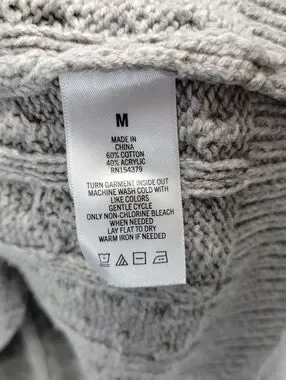 M
MADE IN
CHINA
60% COTTON
40% ACRYLIC
RN154379
TURN GARMENT INSIDE OUT
MACHINE WASH COLD WITH
LIKE COLORS
GENTLE CYCLE
ONLY NON-CHLORINE BLEACH
WHEN NEEDED
LAY FLAT TO DRY
WARM IRON IF NEEDED